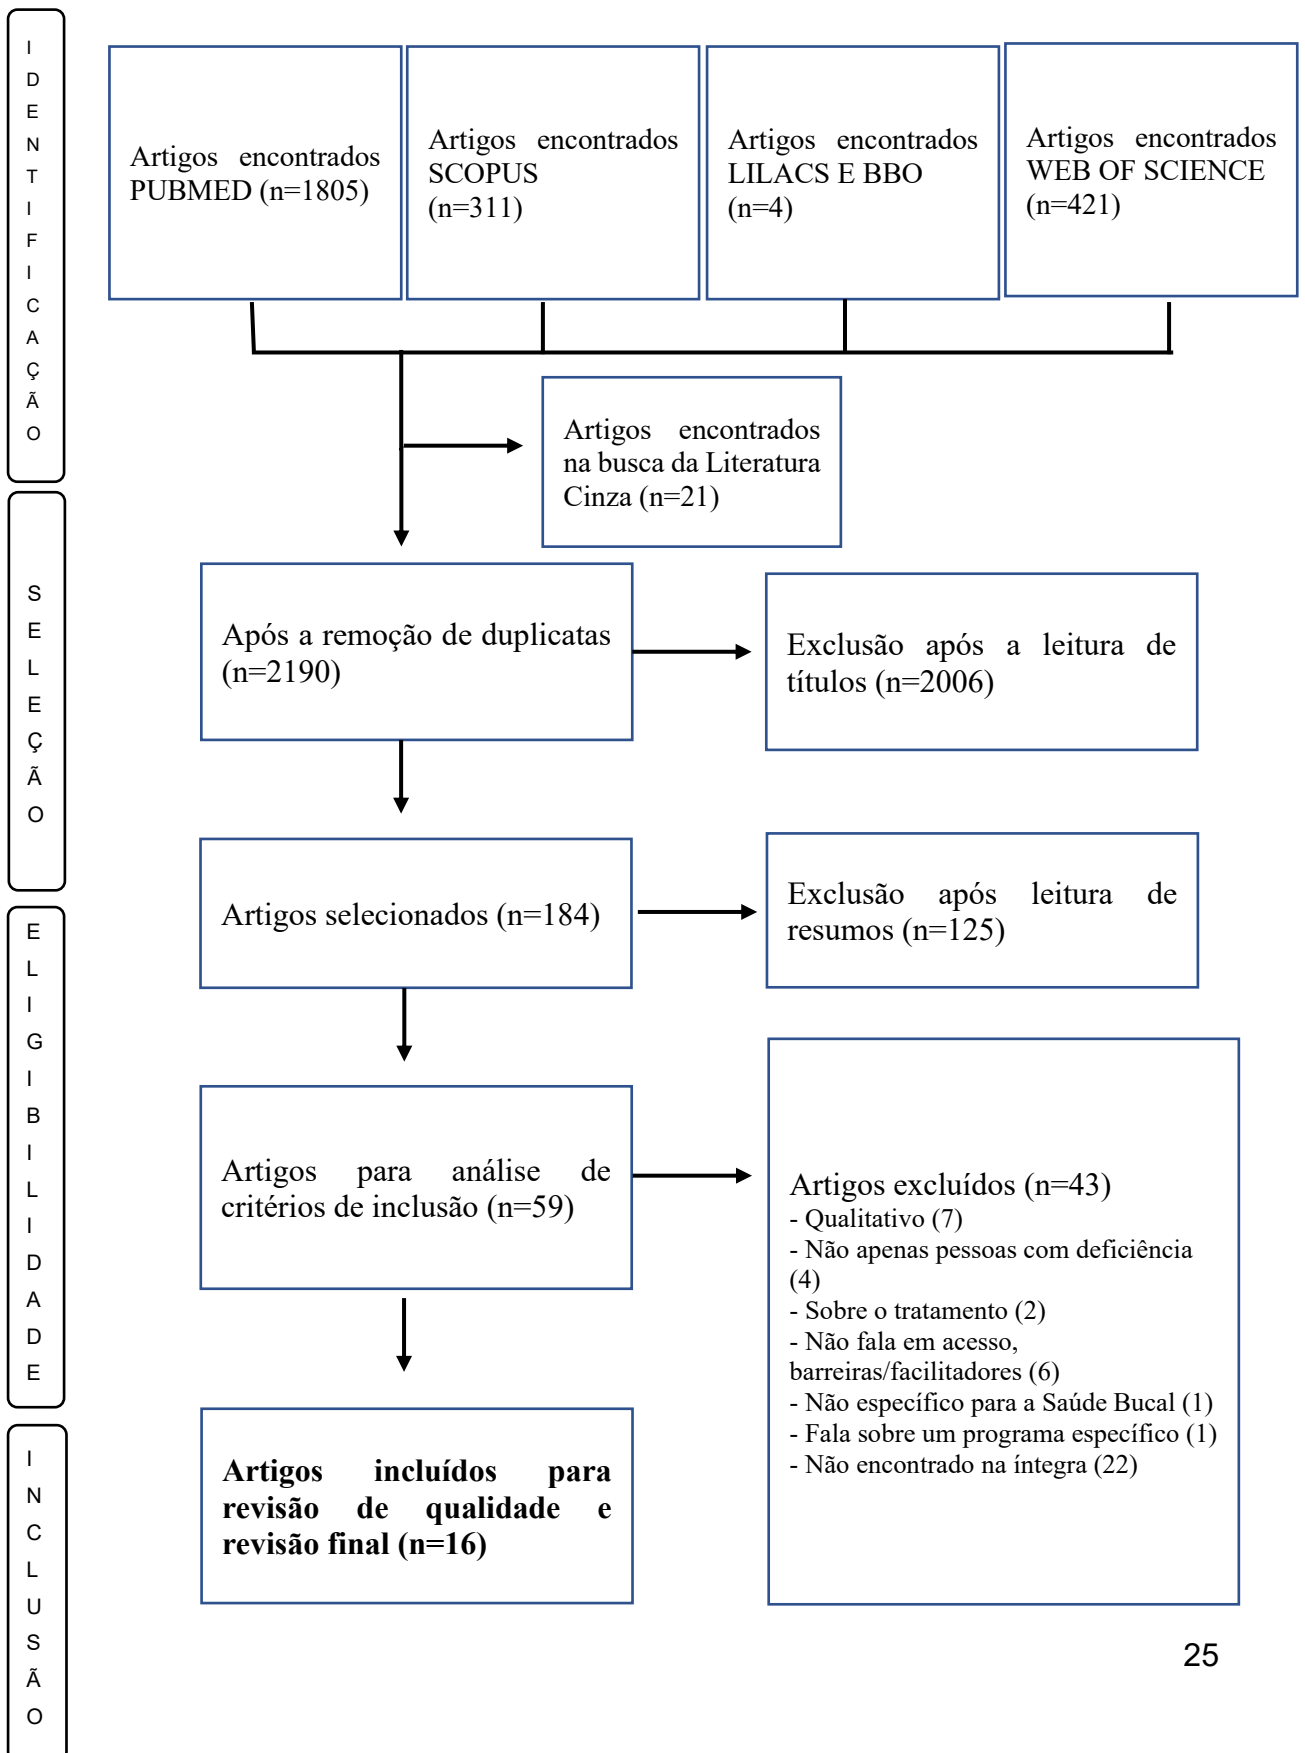 IDENTIFICAÇÃO
Artigos encontrados
PUBMED (n=1805)
Artigos encontrados
SCOPUS
(n=311)
Artigos encontrados
LILACS E BBO
(n=4)
Artigos encontrados
WEB OF SCIENCE
(n=421)
Artigos encontrados
na busca da Literatura
Cinza (n=21)
SELEÇÃO
Após a remoção de duplicatas
(n=2190)
Exclusão após a leitura de
títulos (n=2006)
Artigos selecionados (n=184)
Exclusão após leitura de
resumos (n=125)
ELIGIBILIDADE
Artigos para análise de
critérios de inclusão (n=59)
Artigos excluídos (n=43)
- Qualitativo (7)
- Não apenas pessoas com deficiência
(4)
- Sobre o tratamento (2)
- Não fala em acesso,
barreiras/facilitadores (6)
- Não específico para a Saúde Bucal (1)
- Fala sobre um programa específico (1)
- Não encontrado na íntegra (22)
INCLUSÃO
Artigos incluídos para
revisão de qualidade e
revisão final (n=16)
25